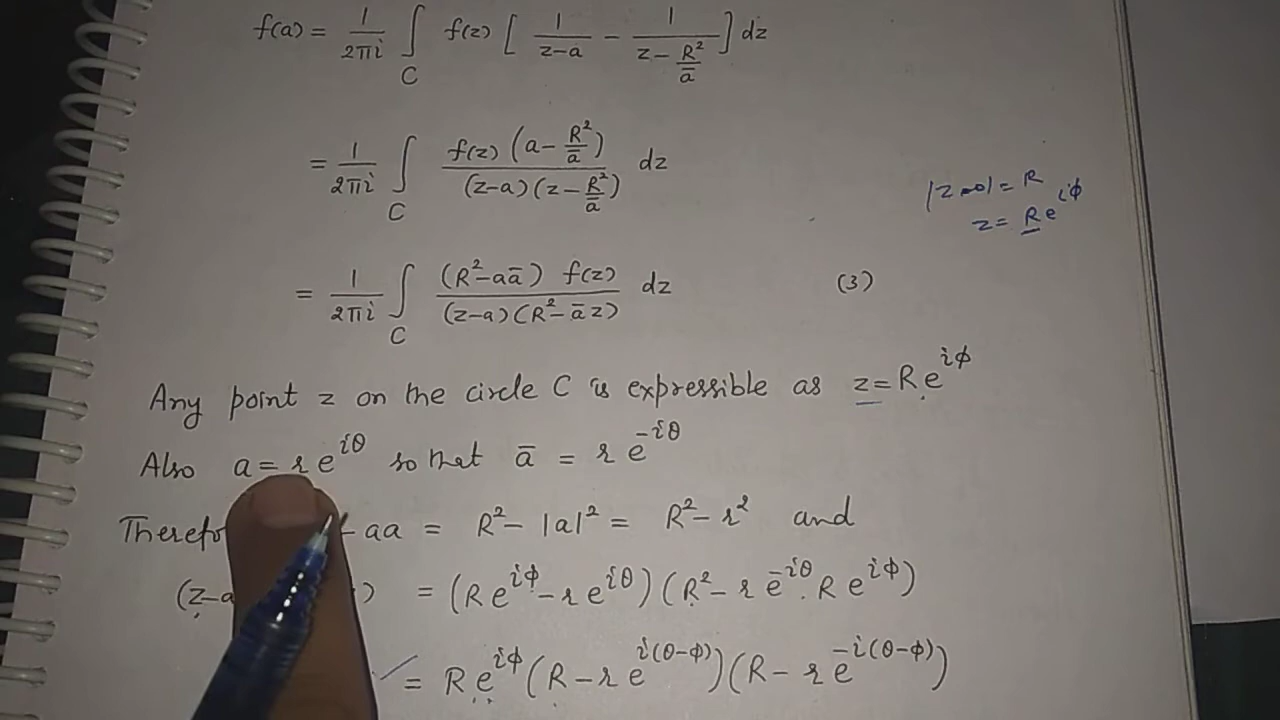 f(a) = 1/2πi ∫_C f(z) [ 1/(z-a) - 1/(z - R²/ā) ] dz
= 1/2πi ∫_C f(z) (a - R²/ā) / (z-a)(z - R²/ā) dz
|z-0| = R
z = Re^{iφ}
= 1/2πi ∫_C (R²-aā) f(z) / (z-a)(R²-āz) dz (3)
Any point z on the circle C is expressible as z = Re^{iφ}
Also a = re^{iθ} so that ā = re^{-iθ}
aa = R² - |a|² = R² - r² and
(z-a ) = (Re^{iφ} - re^{iθ})(R² - re^{-iθ}.Re^{iφ})
= Re^{iφ}(R - re^{i(θ-φ)})(R - re^{-i(θ-φ)})